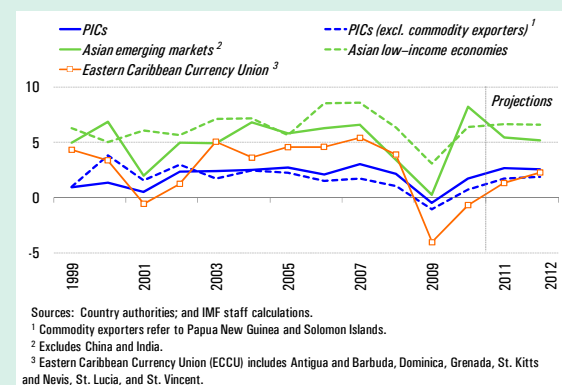 PICs PICs (excl. commodity exporters) 1
Asian emerging markets 2 Asian low–income economies
Eastern Caribbean Currency Union 3
10
Projections
5
0
-5
1999 2001 2003 2005 2007 2009 2011 2012
Sources: Country authorities; and IMF staff calculations.
1 Commodity exporters refer to Papua New Guinea and Solomon Islands.
2 Excludes China and India.
3 Eastern Caribbean Currency Union (ECCU) includes Antigua and Barbuda, Dominica, Grenada, St. Kitts
and Nevis, St. Lucia, and St. Vincent.